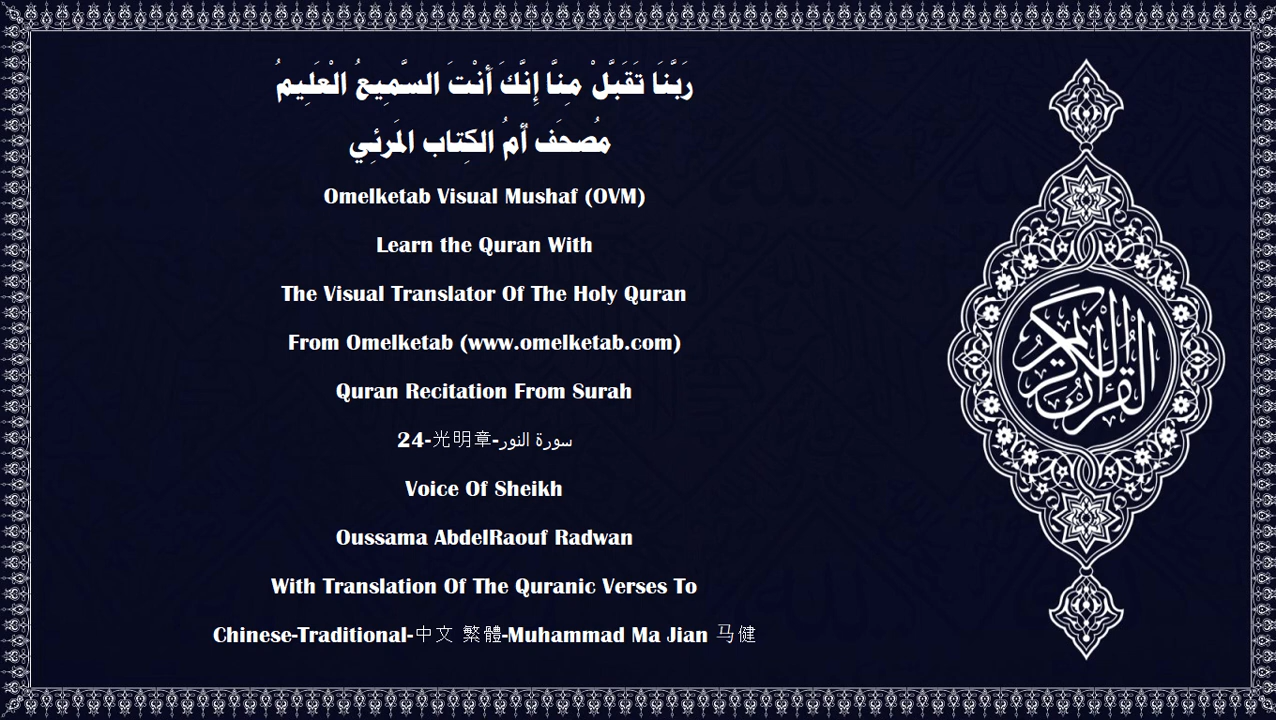 رَبَّنَا تَقَبَّلْ مِنَّا إِنَّكَ أَنْتَ السَّمِيعُ الْعَلِيمُ
مُصحَف أمُ الكِتاب المَرئِي
Omelketab Visual Mushaf (OVM)
Learn the Quran With
The Visual Translator Of The Holy Quran
From Omelketab (www.omelketab.com)
Quran Recitation From Surah
24-光明章-سورة النور
Voice Of Sheikh
Oussama AbdelRaouf Radwan
With Translation Of The Quranic Verses To
Chinese-Traditional-中文 繁體-Muhammad Ma Jian 马健
القرآن الكريم